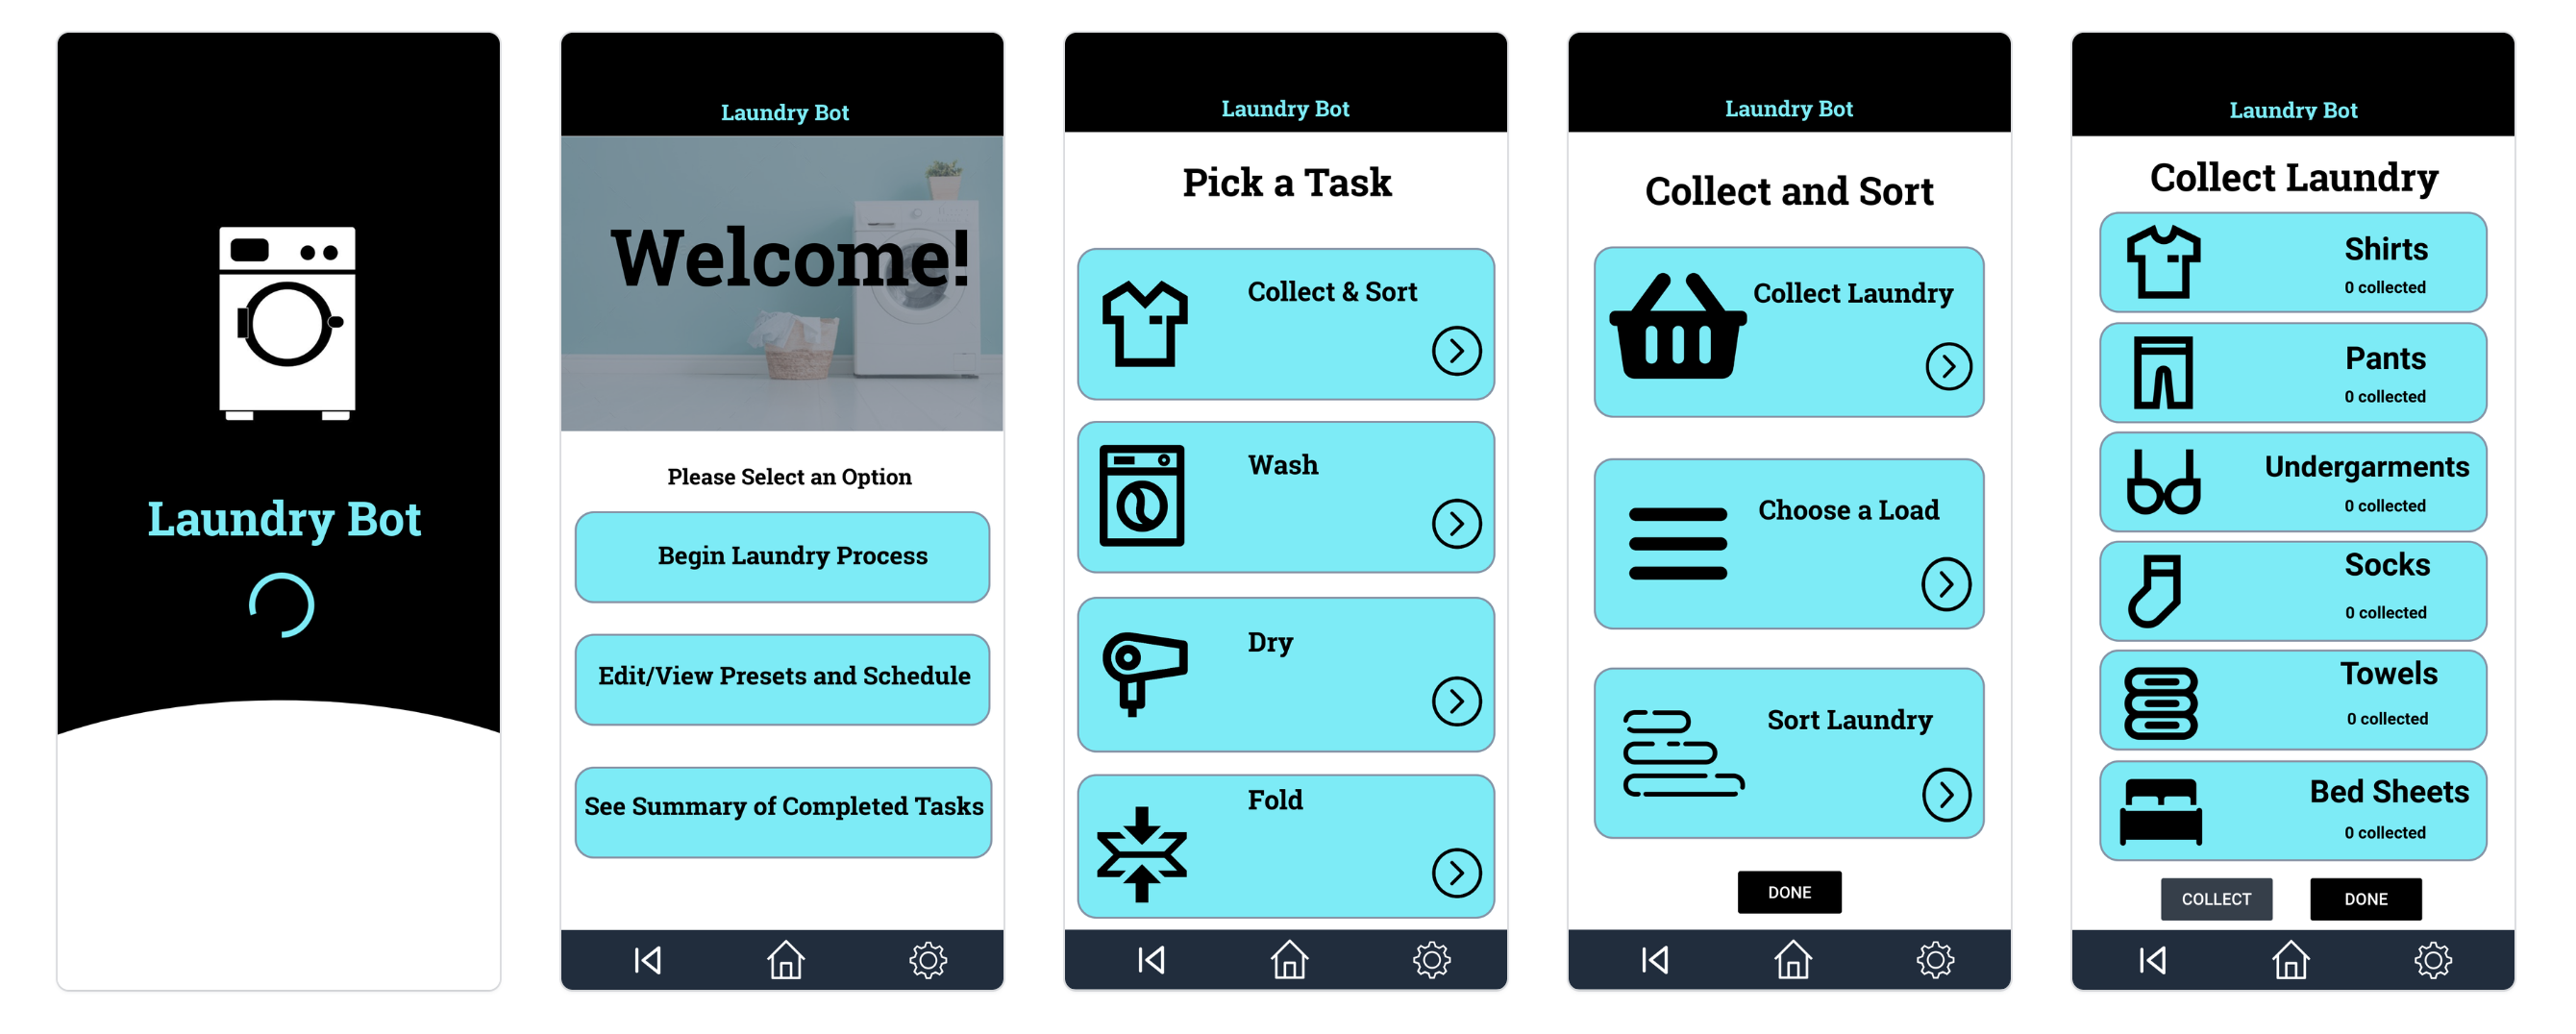 Laundry Bot
Laundry Bot
Welcome!
Please Select an Option
Begin Laundry Process
Edit/View Presets and Schedule
See Summary of Completed Tasks
Laundry Bot
Pick a Task
Collect & Sort
Wash
Dry
Fold
Laundry Bot
Collect and Sort
Collect Laundry
Choose a Load
Sort Laundry
DONE
Laundry Bot
Collect Laundry
Shirts
0 collected
Pants
0 collected
Undergarments
0 collected
Socks
0 collected
Towels
0 collected
Bed Sheets
0 collected
COLLECT
DONE